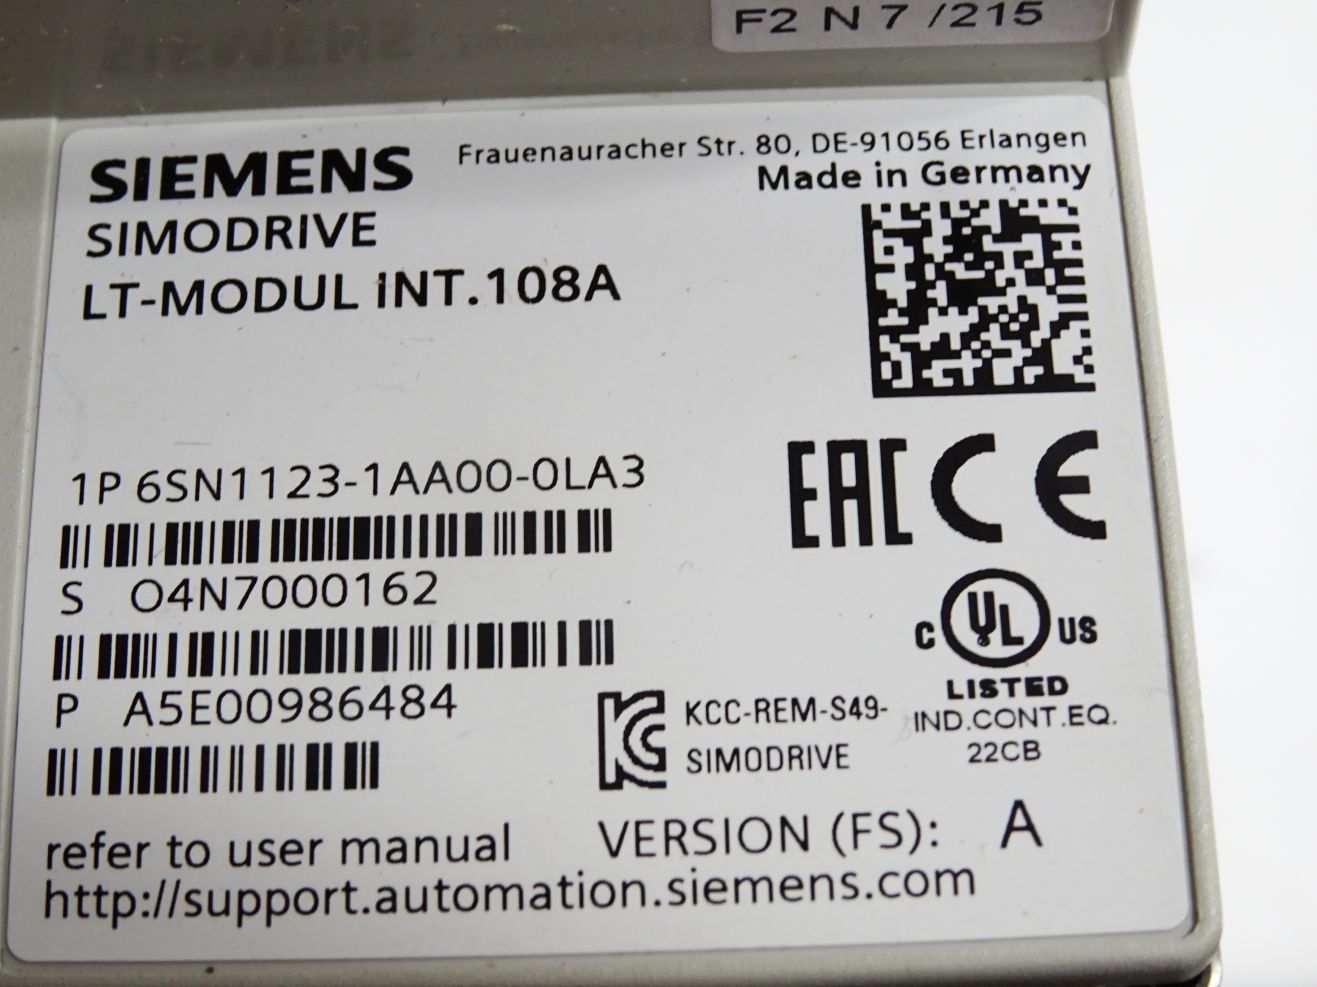 F2 N 7 /215
SIEMENS
Frauenauracher Str. 80, DE-91056 Erlangen
Made in Germany
SIMODRIVE
LT-MODUL INT.108A
1P 6SN1123-1AA00-0LA3
EAC CE
S O4N7000162
C UL US
LISTED
IND.CONT.EQ.
22CB
P A5E00986484
KCC-REM-S49-
SIMODRIVE
refer to user manual
VERSION (FS): A
http://support.automation.siemens.com